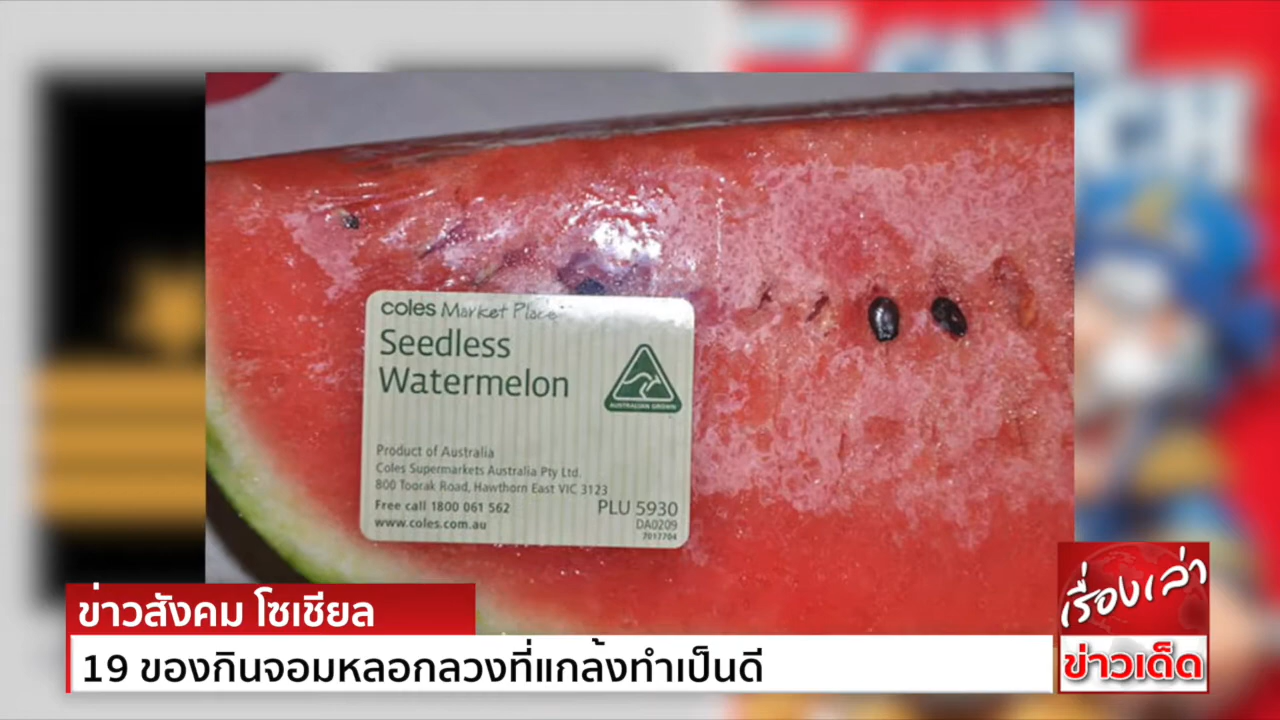 coles Market Place
Seedless
Watermelon
AUSTRALIAN GROWN
Product of Australia
Coles Supermarkets Australia Pty Ltd.
800 Toorak Road, Hawthorn East VIC 3123
Free call 1800 061 562
PLU 5930
www.coles.com.au
DA0209
7017704
ข่าวสังคม โซเชียล
19 ของกินจอมหลอกลวงที่แกล้งทำเป็นดี
เรื่องเล่า
ข่าวเด็ด